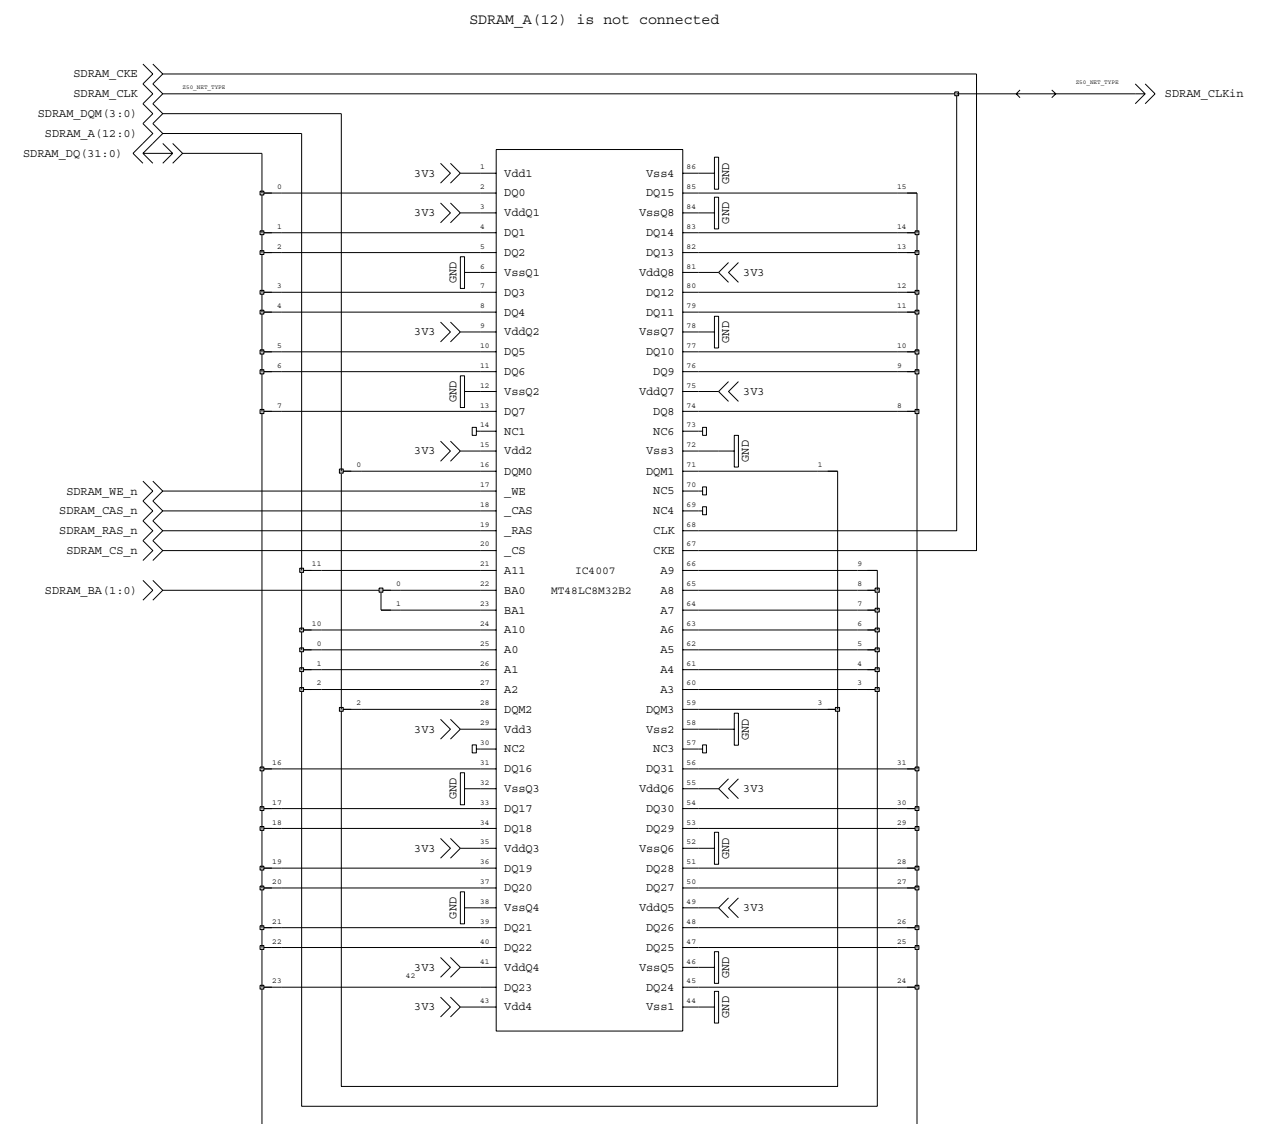 SDRAM_A(12) is not connected
SDRAM_CKE
SDRAM_CLK Z50_NET_TYPE Z50_NET_TYPE SDRAM_CLKin
SDRAM_DQM(3:0)
SDRAM_A(12:0)
SDRAM_DQ(31:0)
3V3 1 Vdd1 Vss4 86 GND
0 2 DQ0 DQ15 85 15
3V3 3 VddQ1 VssQ8 84 GND
1 4 DQ1 DQ14 83 14
2 5 DQ2 DQ13 82 13
GND 6 VssQ1 VddQ8 81 3V3
3 7 DQ3 DQ12 80 12
4 8 DQ4 DQ11 79 11
3V3 9 VddQ2 VssQ7 78 GND
5 10 DQ5 DQ10 77 10
6 11 DQ6 DQ9 76 9
GND 12 VssQ2 VddQ7 75 3V3
7 13 DQ7 DQ8 74 8
14 NC1 NC6 73
3V3 15 Vdd2 Vss3 72 GND
0 16 DQM0 DQM1 71 1
SDRAM_WE_n 17 _WE NC5 70
SDRAM_CAS_n 18 _CAS NC4 69
SDRAM_RAS_n 19 _RAS CLK 68
SDRAM_CS_n 20 _CS CKE 67
11 21 A11 IC4007 A9 66 9
SDRAM_BA(1:0) 0 22 BA0 MT48LC8M32B2 A8 65 8
1 23 BA1 A7 64 7
10 24 A10 A6 63 6
0 25 A0 A5 62 5
1 26 A1 A4 61 4
2 27 A2 A3 60 3
2 28 DQM2 DQM3 59 3
3V3 29 Vdd3 Vss2 58 GND
30 NC2 NC3 57
16 31 DQ16 DQ31 56 31
GND 32 VssQ3 VddQ6 55 3V3
17 33 DQ17 DQ30 54 30
18 34 DQ18 DQ29 53 29
3V3 35 VddQ3 VssQ6 52 GND
19 36 DQ19 DQ28 51 28
20 37 DQ20 DQ27 50 27
GND 38 VssQ4 VddQ5 49 3V3
21 39 DQ21 DQ26 48 26
22 40 DQ22 DQ25 47 25
3V3 41 VddQ4 VssQ5 46 GND
23 42 DQ23 DQ24 45 24
3V3 43 Vdd4 Vss1 44 GND